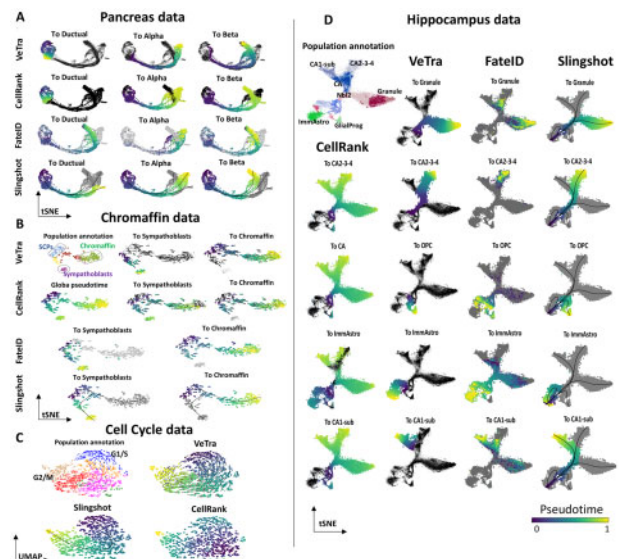 A
Pancreas data
To Ductual
To Alpha
To Beta
VeTra
To Ductual
To Alpha
To Beta
CellRank
To Ductual
To Alpha
To Beta
FateID
To Ductual
To Alpha
To Beta
Slingshot
tSNE
B
Chromaffin data
Population annotation
To Sympathoblasts
To Chromaffin
SCPs
Chromaffin
Sympathoblasts
VeTra
Globa pseudotime
To Sympathoblasts
To Chromaffin
CellRank
To Sympathoblasts
To Chromaffin
FateID
To Sympathoblasts
To Chromaffin
Slingshot
tSNE
C
Cell Cycle data
Population annotation
G1/S
G2/M
VeTra
Slingshot
CellRank
UMAP
D
Hippocampus data
Population annotation
CA1-sub
CA2-3-4
CA
Nbl2
Granule
ImmAstro
GlialProg
VeTra
FateID
Slingshot
To Granule
To Granule
To Granule
CellRank
To CA2-3-4
To CA2-3-4
To CA2-3-4
To CA2-3-4
To CA
To OPC
To OPC
To OPC
To ImmAstro
To ImmAstro
To ImmAstro
To ImmAstro
To CA1-sub
To CA1-sub
To CA1-sub
To CA1-sub
tSNE
Pseudotime
0
1